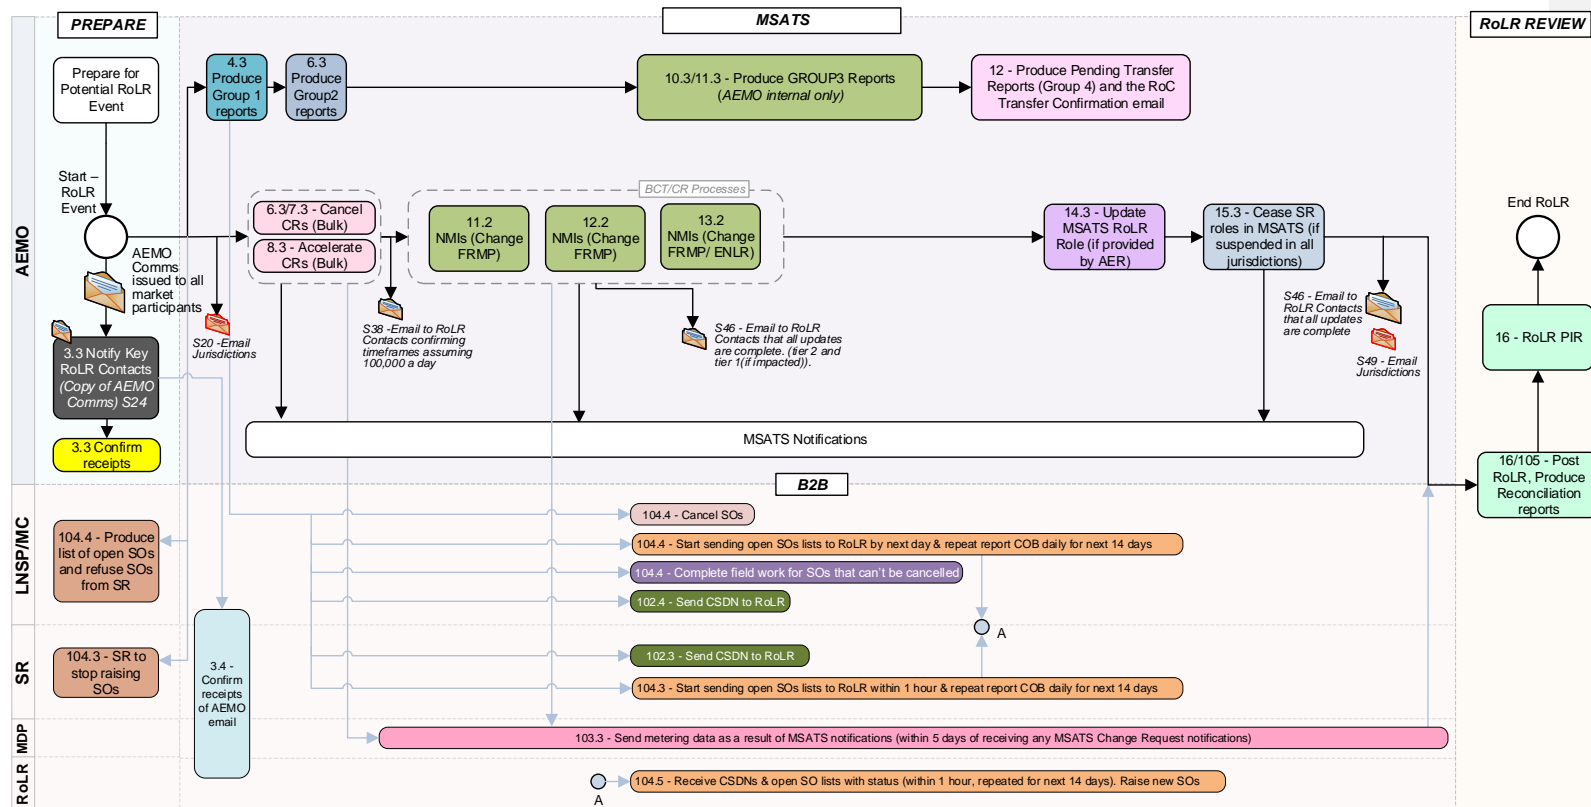 PREPARE
MSATS
RoLR REVIEW
AEMO
Prepare for
Potential RoLR
Event
4.3
Produce
Group 1
reports
6.3
Produce
Group2
reports
10.3/11.3 - Produce GROUP3 Reports
(AEMO internal only)
12 - Produce Pending Transfer
Reports (Group 4) and the RoC
Transfer Confirmation email
Start –
RoLR
Event
BCT/CR Processes
6.3/7.3 - Cancel
CRs (Bulk)
8.3 - Accelerate
CRs (Bulk)
11.2
NMIs (Change
FRMP)
12.2
NMIs (Change
FRMP)
13.2
NMIs (Change
FRMP/ ENLR)
14.3 - Update
MSATS RoLR
Role (if provided
by AER)
15.3 - Cease SR
roles in MSATS (if
suspended in all
jurisdictions)
End RoLR
AEMO
Comms
issued to all
market
participants
S20 -Email
Jurisdictions
S38 -Email to RoLR
Contacts confirming
timeframes assuming
100,000 a day
S46 - Email to RoLR
Contacts that all updates
are complete. (tier 2 and
tier 1(if impacted)).
S46 - Email to
RoLR Contacts
that all updates
are complete
S49 - Email
Jurisdictions
16 - RoLR PIR
3.3 Notify Key
RoLR Contacts
(Copy of AEMO
Comms) S24
3.3 Confirm
receipts
MSATS Notifications
16/105 - Post
RoLR, Produce
Reconciliation
reports
B2B
LNSP/MC
104.4 - Produce
list of open SOs
and refuse SOs
from SR
104.4 - Cancel SOs
104.4 - Start sending open SOs lists to RoLR by next day & repeat report COB daily for next 14 days
104.4 - Complete field work for SOs that can't be cancelled
102.4 - Send CSDN to RoLR
A
SR
104.3 - SR to
stop raising
SOs
3.4 -
Confirm
receipts
of AEMO
email
102.3 - Send CSDN to RoLR
104.3 - Start sending open SOs lists to RoLR within 1 hour & repeat report COB daily for next 14 days
MDP
103.3 - Send metering data as a result of MSATS notifications (within 5 days of receiving any MSATS Change Request notifications)
RoLR
A
104.5 - Receive CSDNs & open SO lists with status (within 1 hour, repeated for next 14 days). Raise new SOs